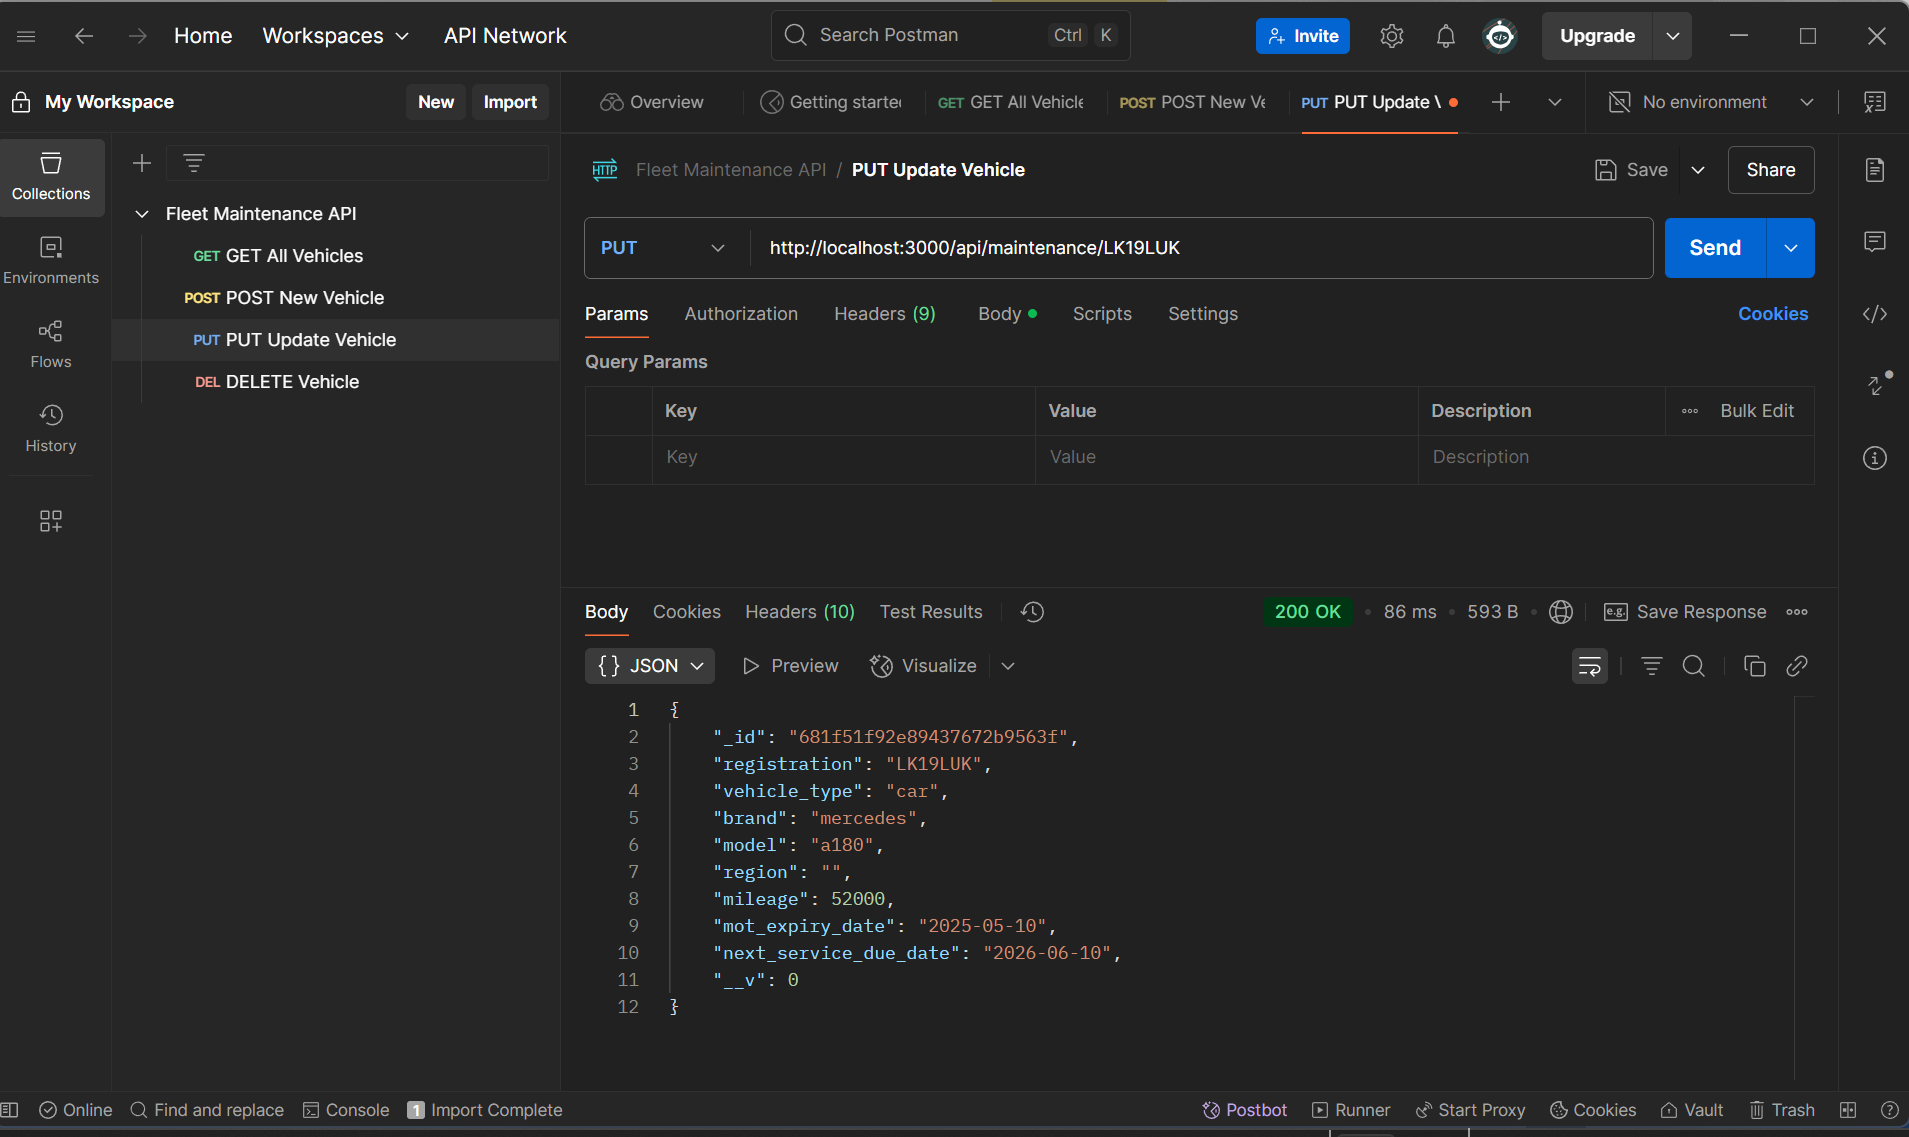 Home Workspaces API Network Search Postman Ctrl K Invite Upgrade
My Workspace New Import
Overview Getting starte GET GET All Vehicle POST POST New Ve PUT PUT Update V No environment
Collections
Environments
Flows
History
Fleet Maintenance API
GET GET All Vehicles
POST POST New Vehicle
PUT PUT Update Vehicle
DEL DELETE Vehicle
HTTP Fleet Maintenance API / PUT Update Vehicle Save Share
PUT http://localhost:3000/api/maintenance/LK19LUK Send
Params Authorization Headers (9) Body Scripts Settings Cookies
Query Params
Key Value Description Bulk Edit
Key Value Description
Body Cookies Headers (10) Test Results 200 OK 86 ms 593 B e.g. Save Response
{} JSON Preview Visualize
1 {
2 "_id": "681f51f92e89437672b9563f",
3 "registration": "LK19LUK",
4 "vehicle_type": "car",
5 "brand": "mercedes",
6 "model": "a180",
7 "region": "",
8 "mileage": 52000,
9 "mot_expiry_date": "2025-05-10",
10 "next_service_due_date": "2026-06-10",
11 "__v": 0
12 }
Online Find and replace Console 1 Import Complete Postbot Runner Start Proxy Cookies Vault Trash